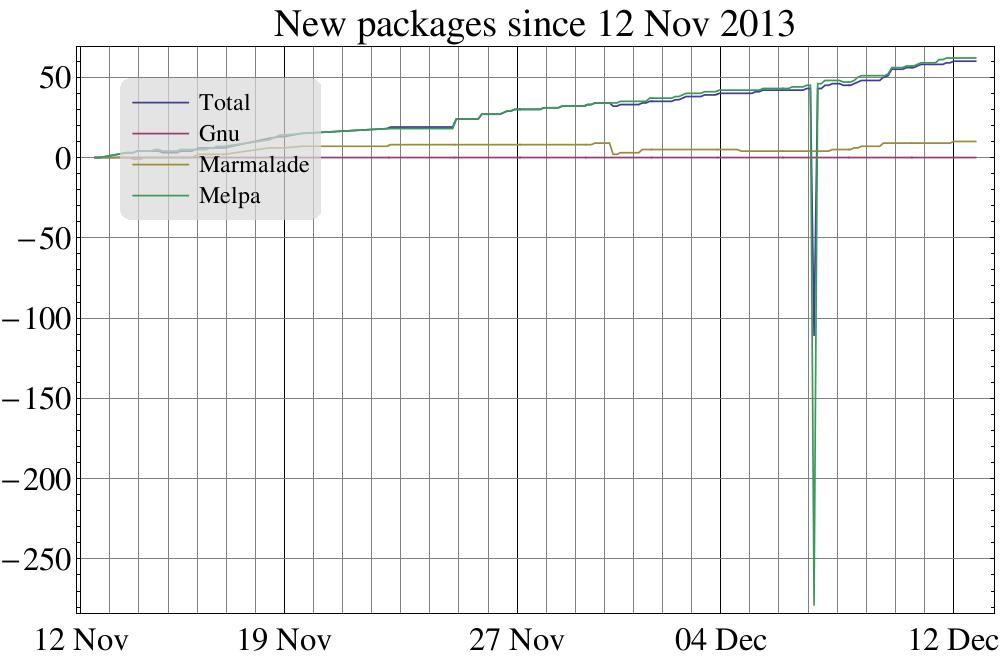 New packages since 12 Nov 2013
50
0
−50
−100
−150
−200
−250
Total
Gnu
Marmalade
Melpa
12 Nov 19 Nov 27 Nov 04 Dec 12 Dec